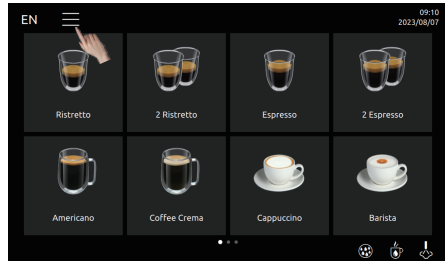 EN
09:10
2023/08/07
Ristretto
2 Ristretto
Espresso
2 Espresso
Americano
Coffee Crema
Cappuccino
Barista